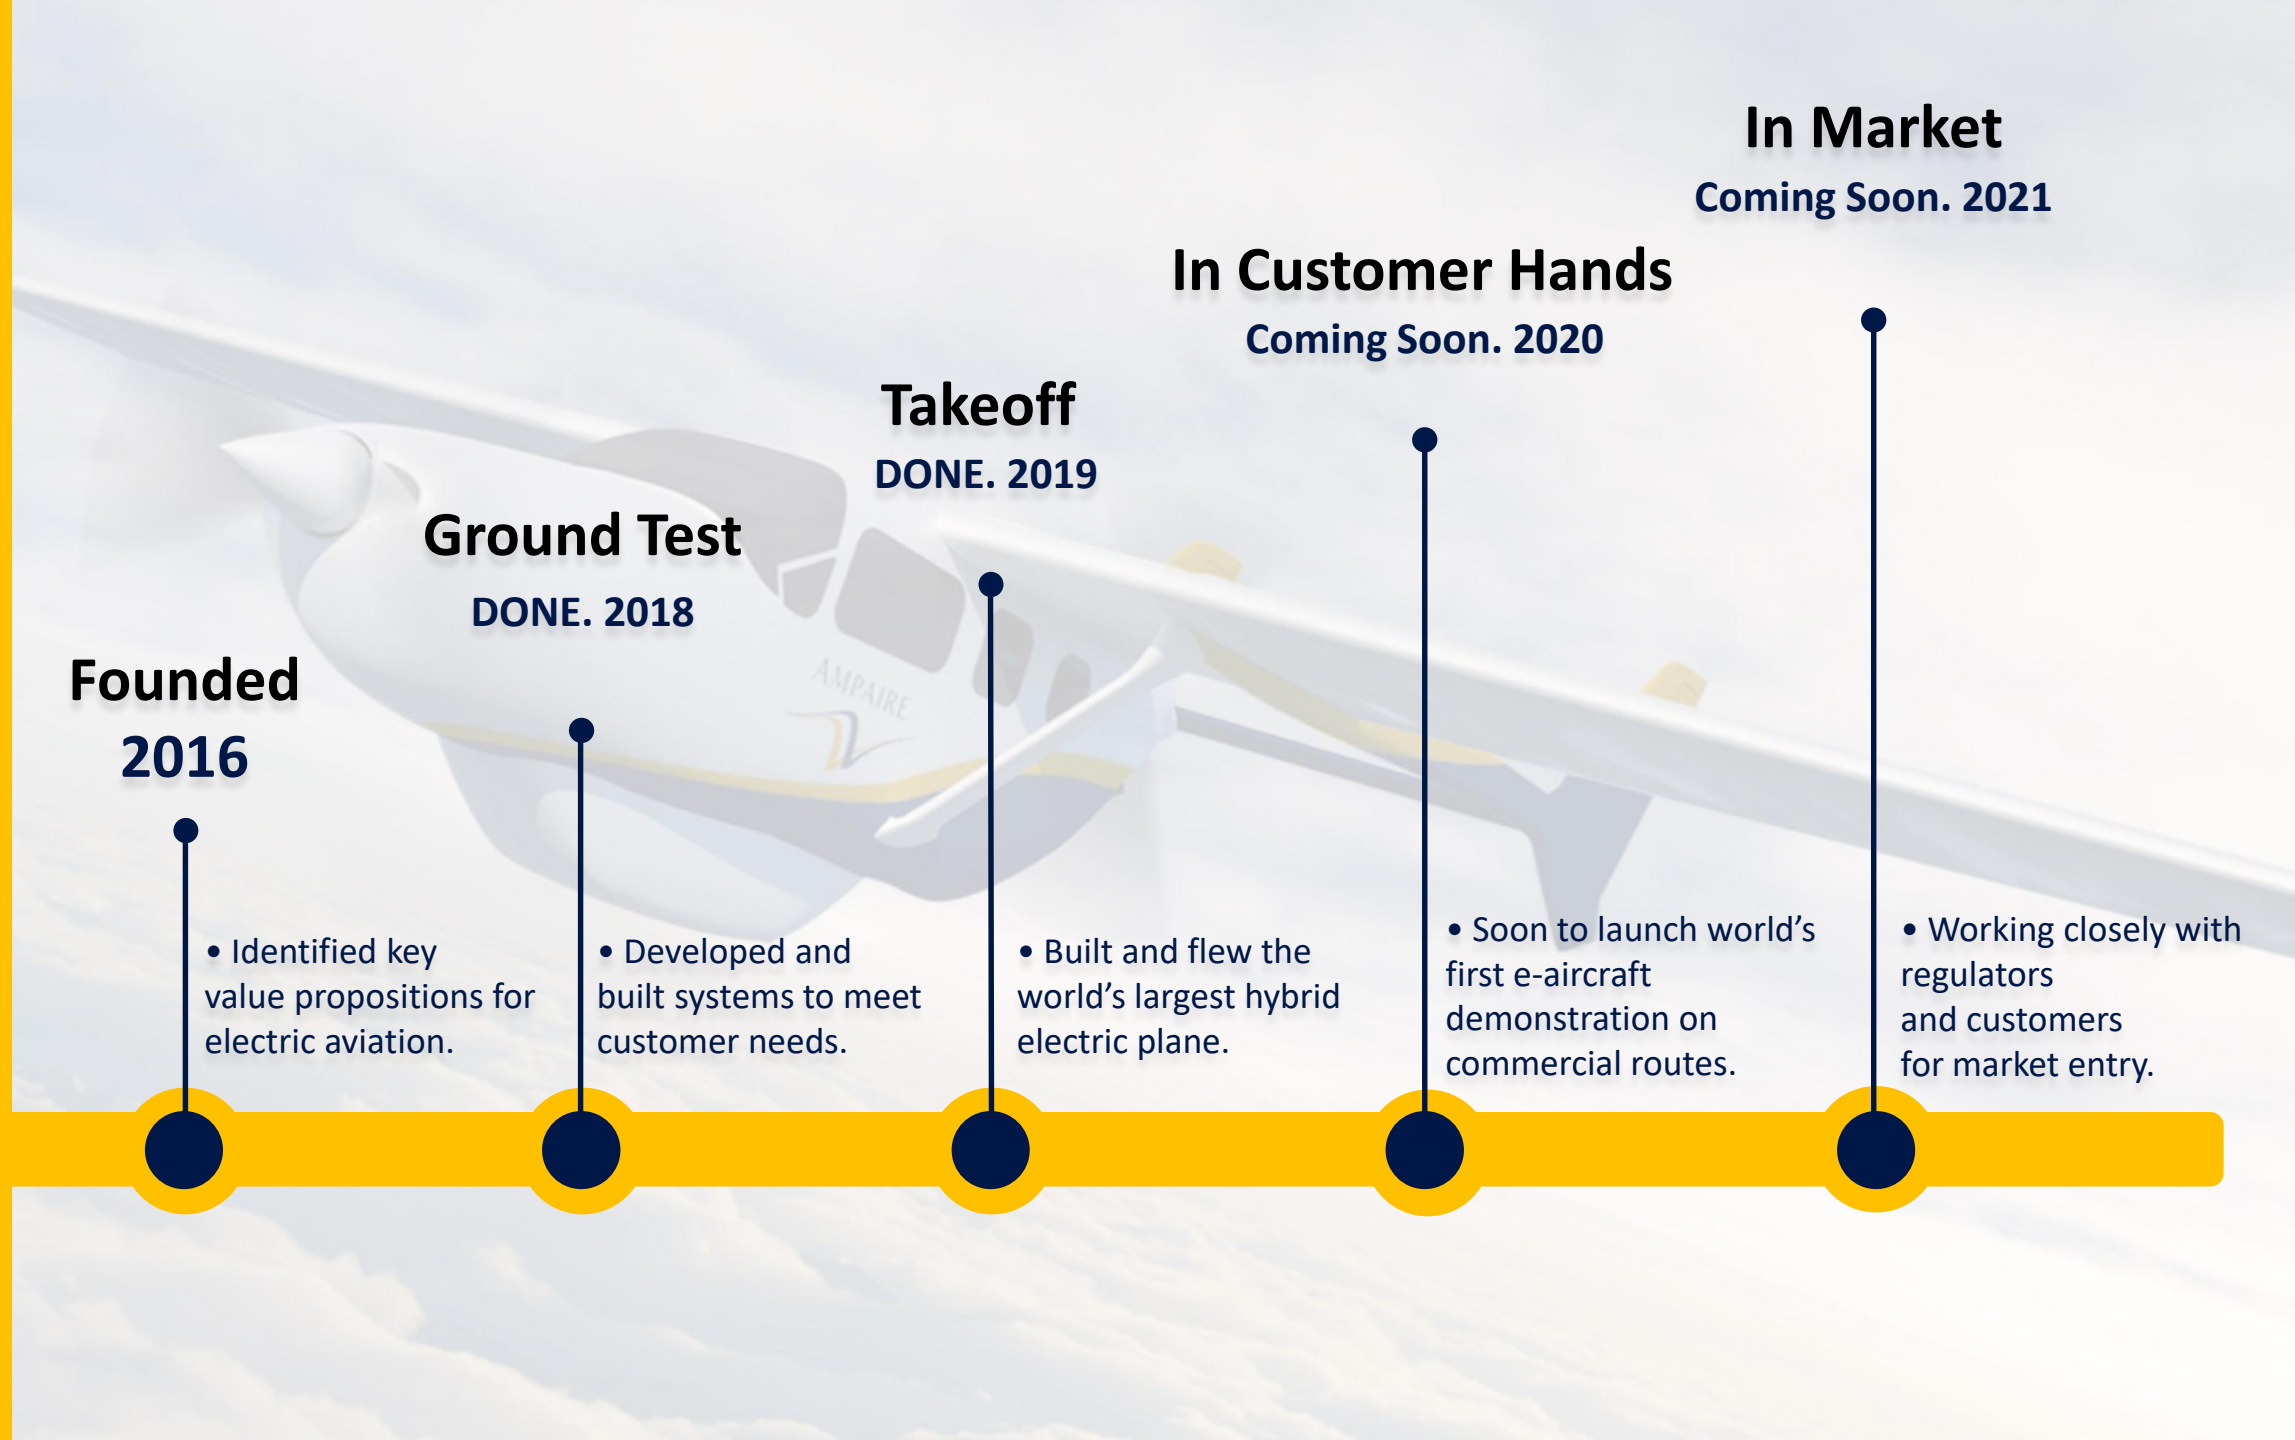 Founded
2016
• Identified key
value propositions for
electric aviation.
Ground Test
DONE. 2018
• Developed and
built systems to meet
customer needs.
Takeoff
DONE. 2019
• Built and flew the
world’s largest hybrid
electric plane.
In Customer Hands
Coming Soon. 2020
• Soon to launch world’s
first e-aircraft
demonstration on
commercial routes.
In Market
Coming Soon. 2021
• Working closely with
regulators
and customers
for market entry.
AMPAIRE